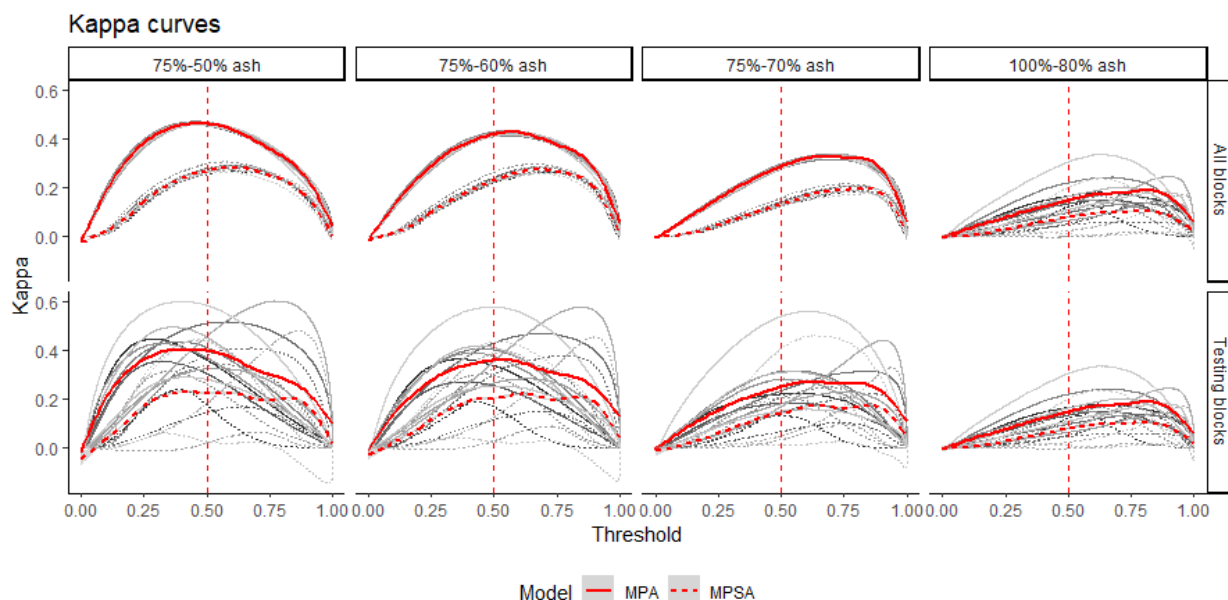 Kappa curves
75%-50% ash
75%-60% ash
75%-70% ash
100%-80% ash
0.6
0.4
0.2
0.0
All blocks
Kappa
0.6
0.4
0.2
0.0
Testing blocks
0.00 0.25 0.50 0.75 1.00 0.00 0.25 0.50 0.75 1.00 0.00 0.25 0.50 0.75 1.00 0.00 0.25 0.50 0.75 1.00
Threshold
Model MPA MPSA